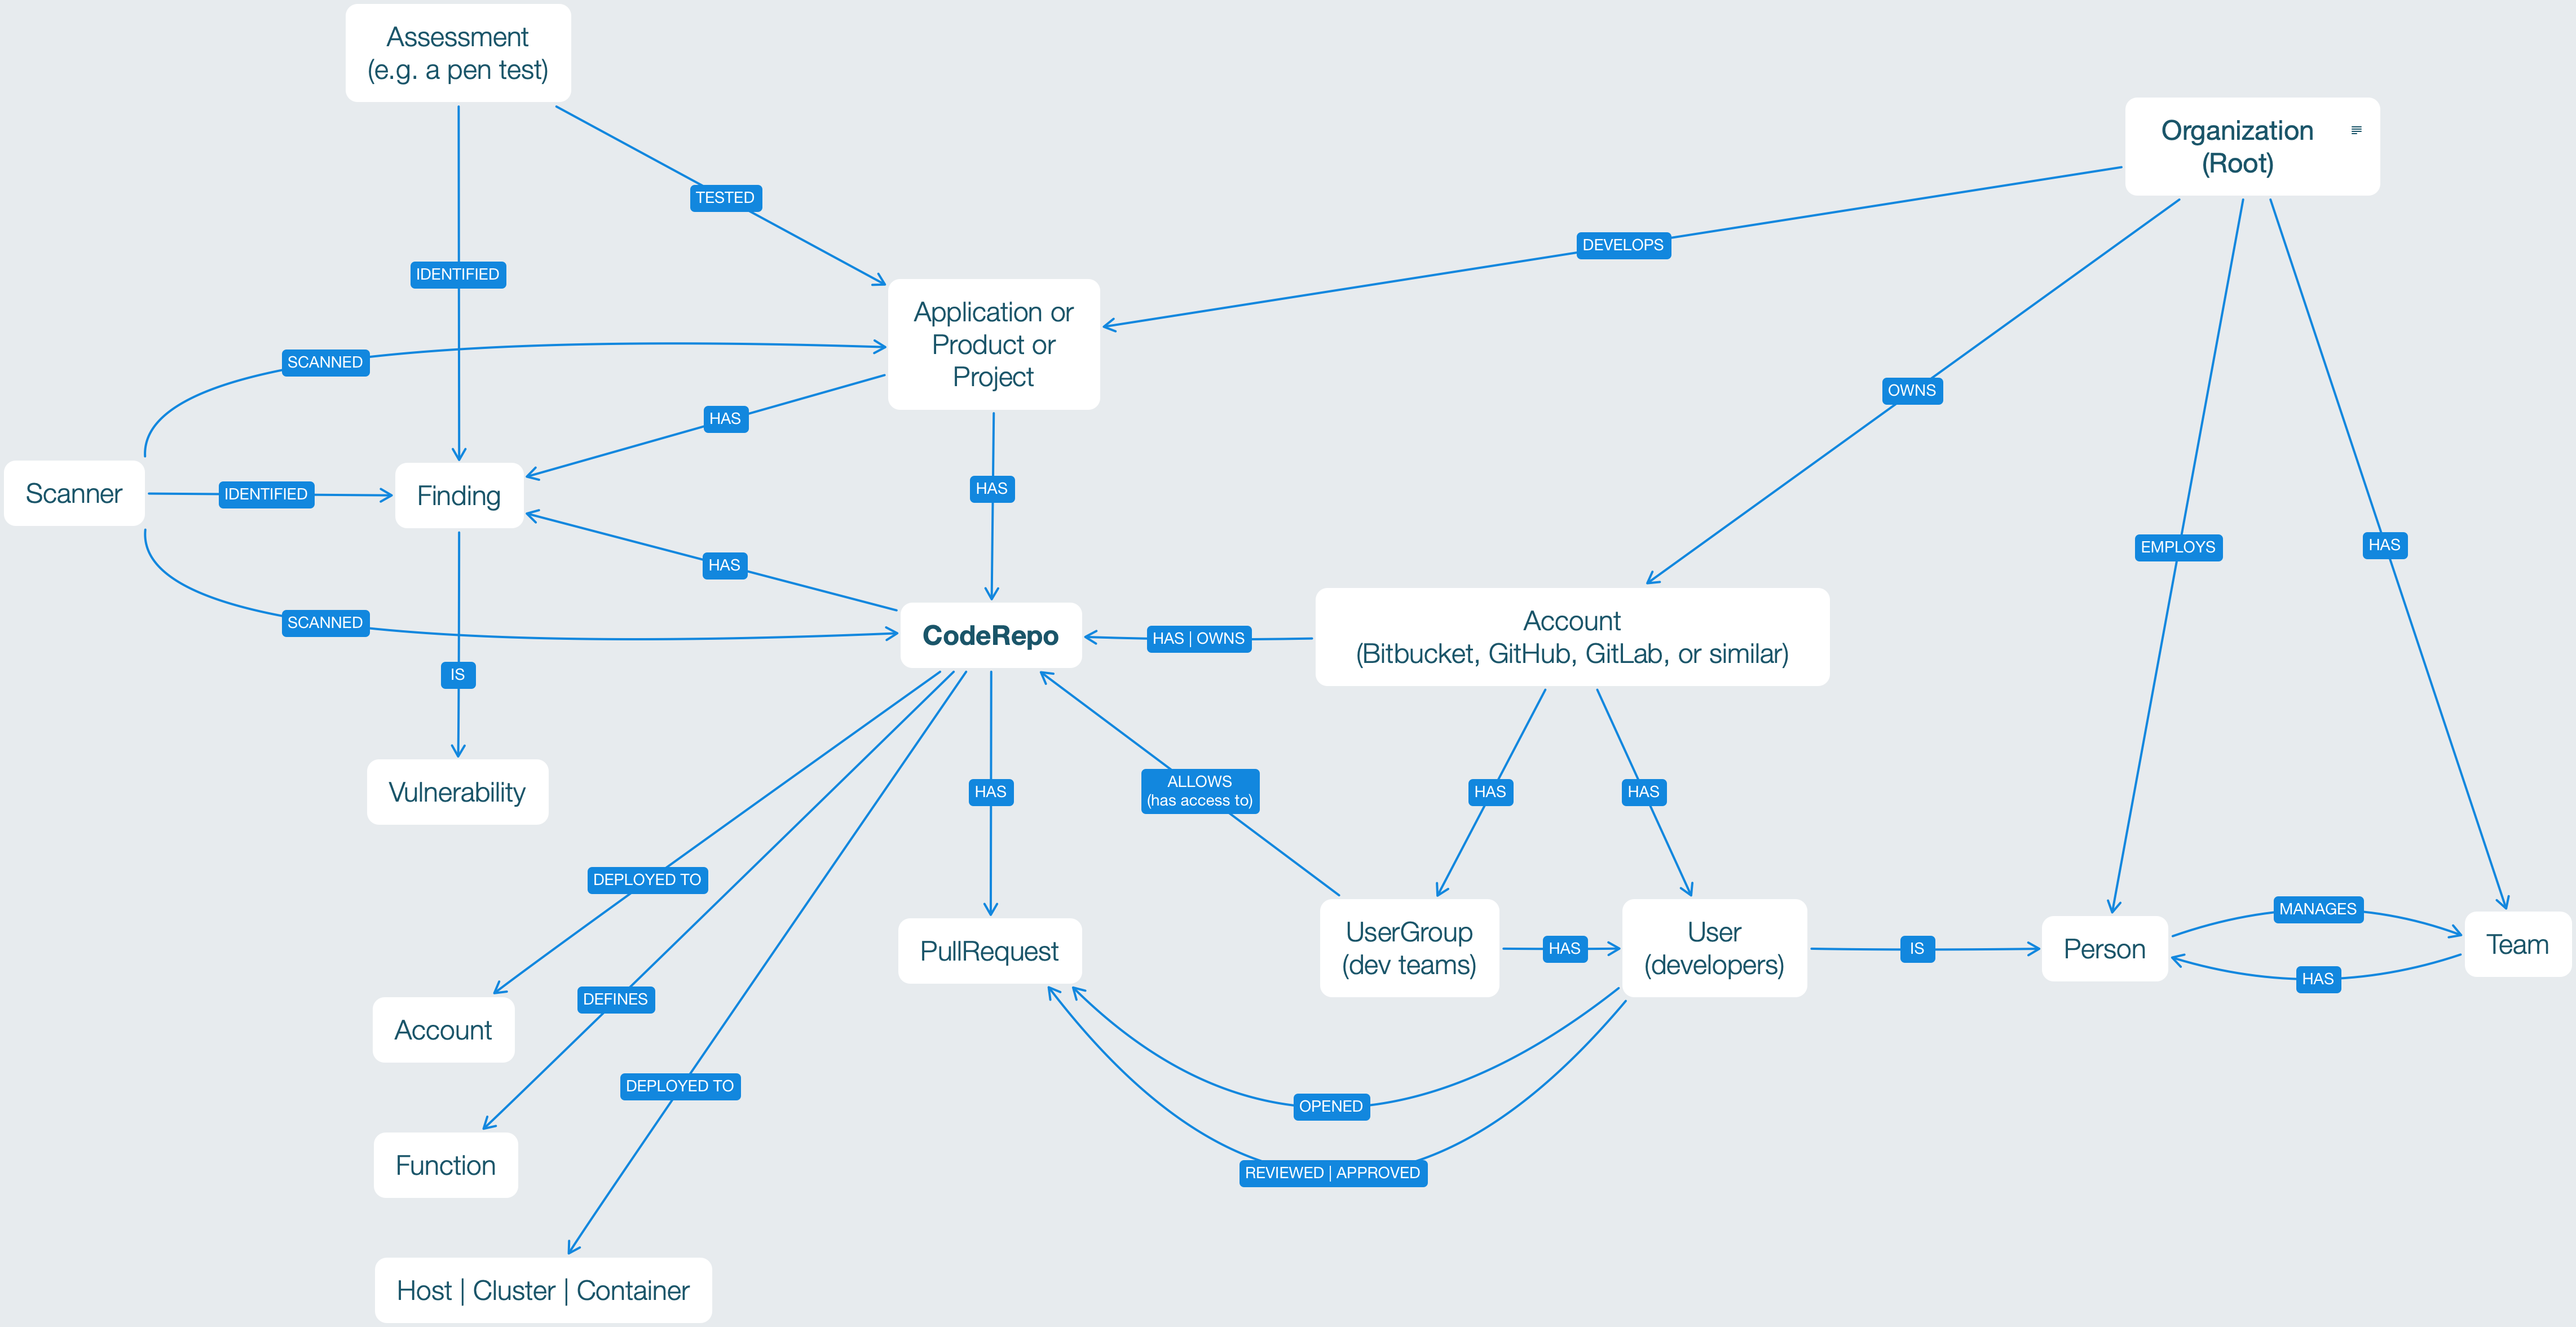 Assessment
(e.g. a pen test)
Organization
(Root)
TESTED
DEVELOPS
IDENTIFIED
Application or
Product or
Project
SCANNED
OWNS
HAS
Scanner
IDENTIFIED
Finding
HAS
EMPLOYS
HAS
HAS
SCANNED
CodeRepo
HAS | OWNS
Account
(Bitbucket, GitHub, GitLab, or similar)
IS
Vulnerability
HAS
ALLOWS
(has access to)
HAS
HAS
DEPLOYED TO
MANAGES
PullRequest
UserGroup
(dev teams)
HAS
User
(developers)
IS
Person
Team
HAS
DEFINES
Account
DEPLOYED TO
OPENED
Function
REVIEWED | APPROVED
Host | Cluster | Container